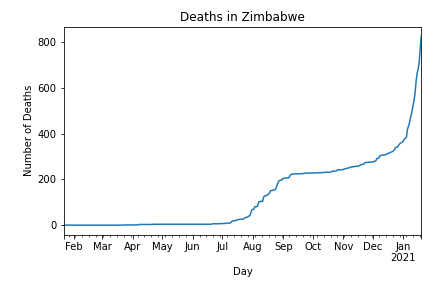 Deaths in Zimbabwe
Number of Deaths
800
600
400
200
0
Feb Mar Apr May Jun Jul Aug Sep Oct Nov Dec Jan
2021
Day